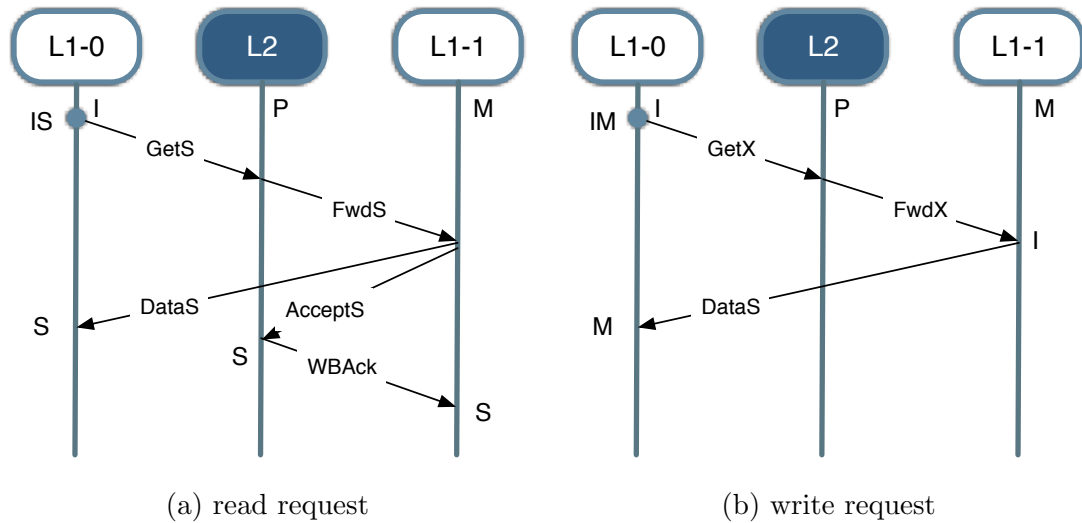 L1-0 L2 L1-1
I P M
IS
GetS
FwdS
DataS
AcceptS
S
S
WBAck
S
(a) read request
L1-0 L2 L1-1
I P M
IM
GetX
FwdX
I
DataS
M
(b) write request